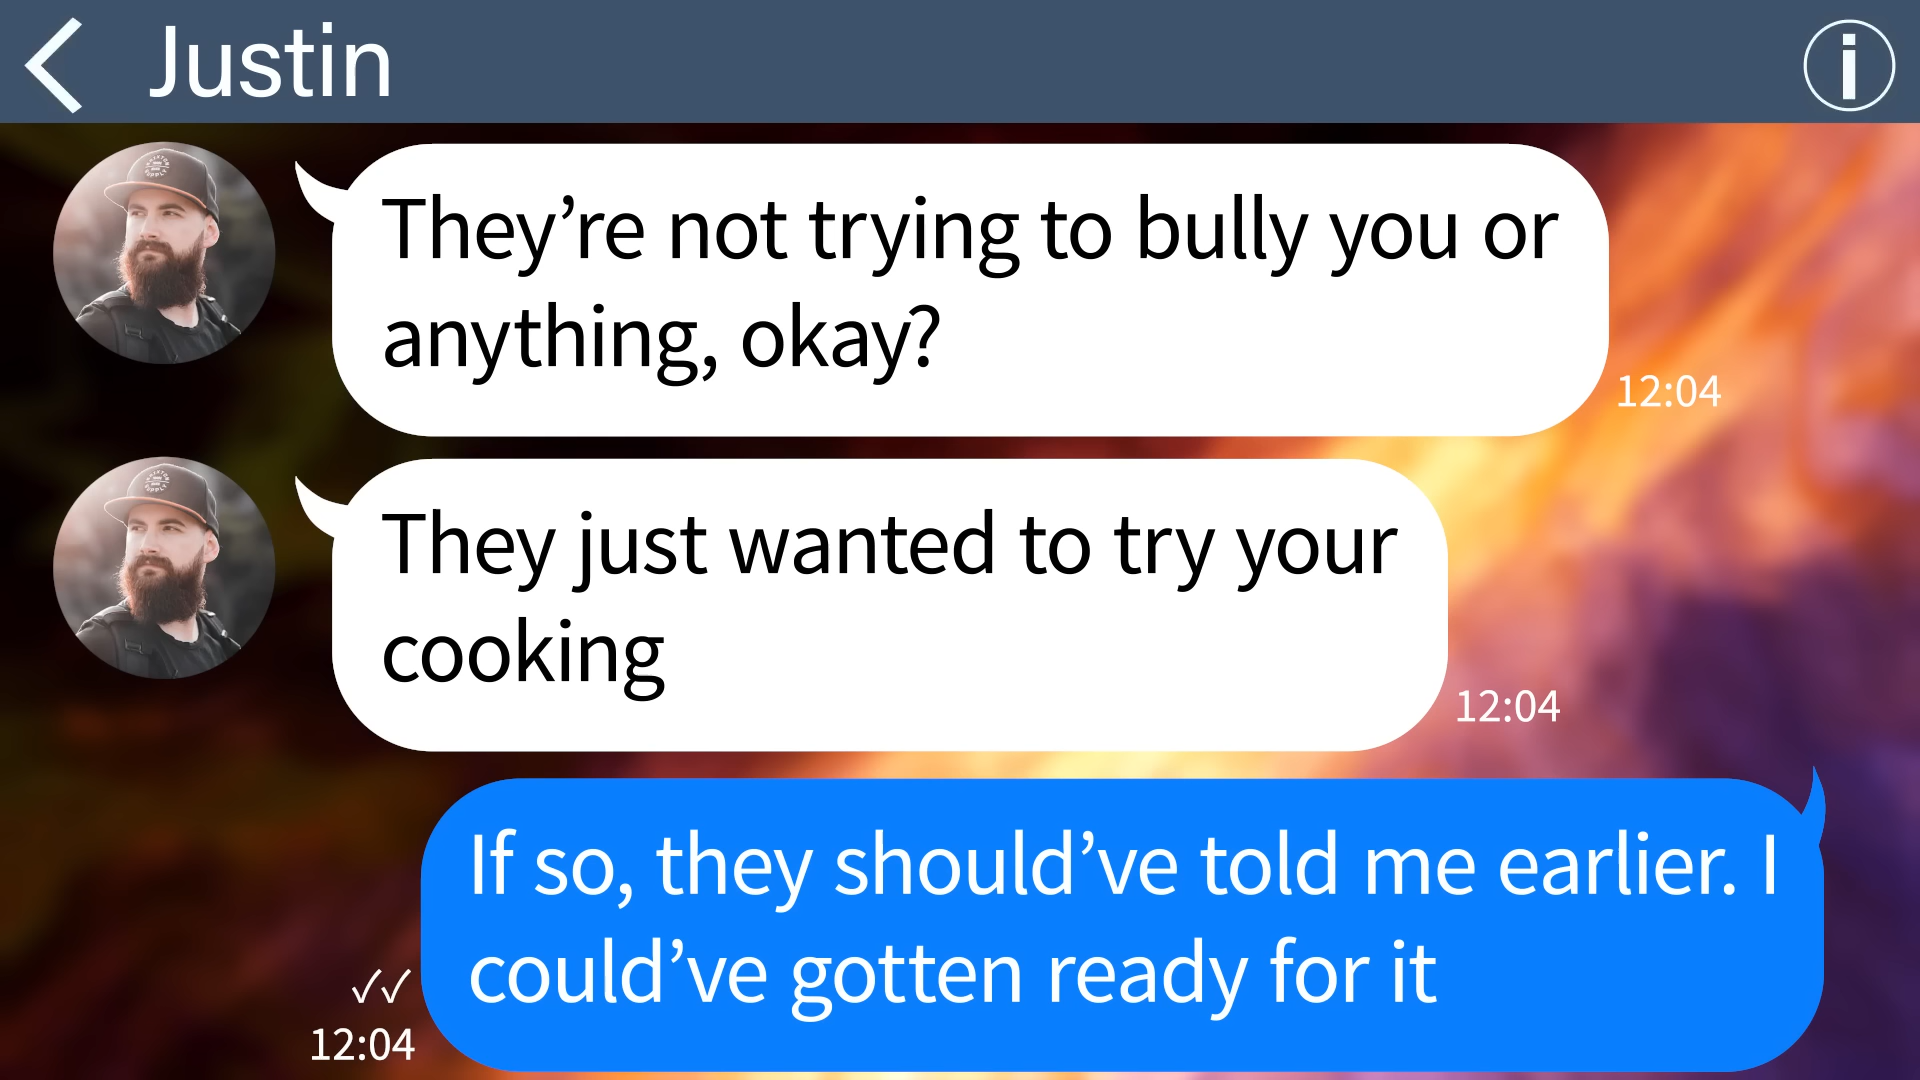 Justin
They’re not trying to bully you or
anything, okay?
12:04
They just wanted to try your
cooking
12:04
If so, they should’ve told me earlier. I
could’ve gotten ready for it
12:04